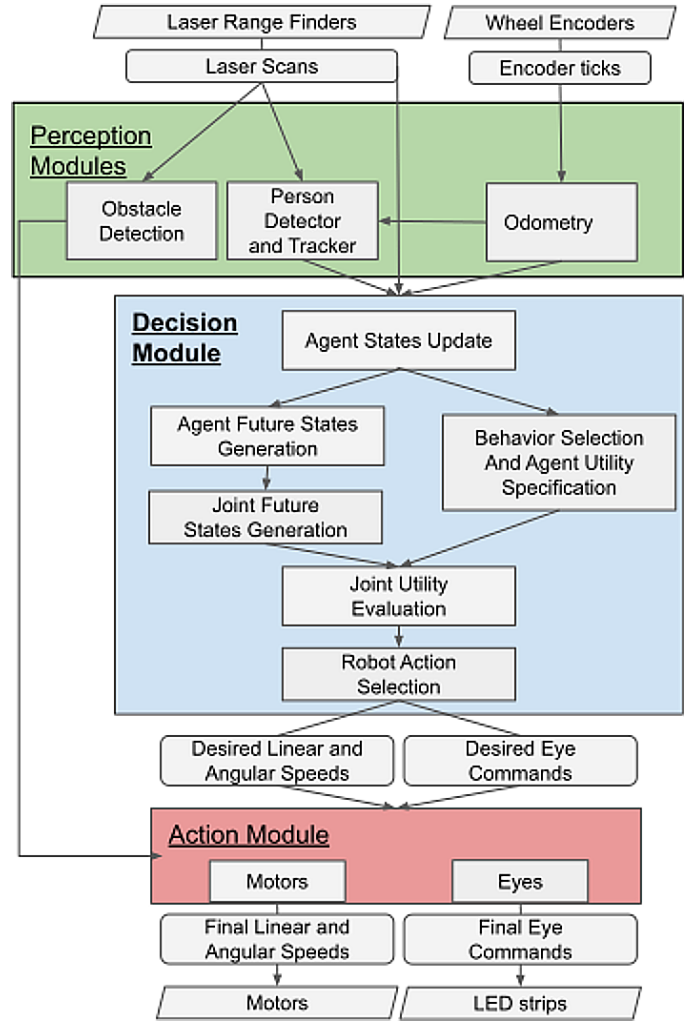 Laser Range Finders
Wheel Encoders
Laser Scans
Encoder ticks
Perception
Modules
Obstacle
Detection
Person
Detector
and Tracker
Odometry
Decision
Module
Agent States Update
Agent Future States
Generation
Behavior Selection
And Agent Utility
Specification
Joint Future
States Generation
Joint Utility
Evaluation
Robot Action
Selection
Desired Linear and
Angular Speeds
Desired Eye
Commands
Action Module
Motors
Eyes
Final Linear and
Angular Speeds
Final Eye
Commands
Motors
LED strips